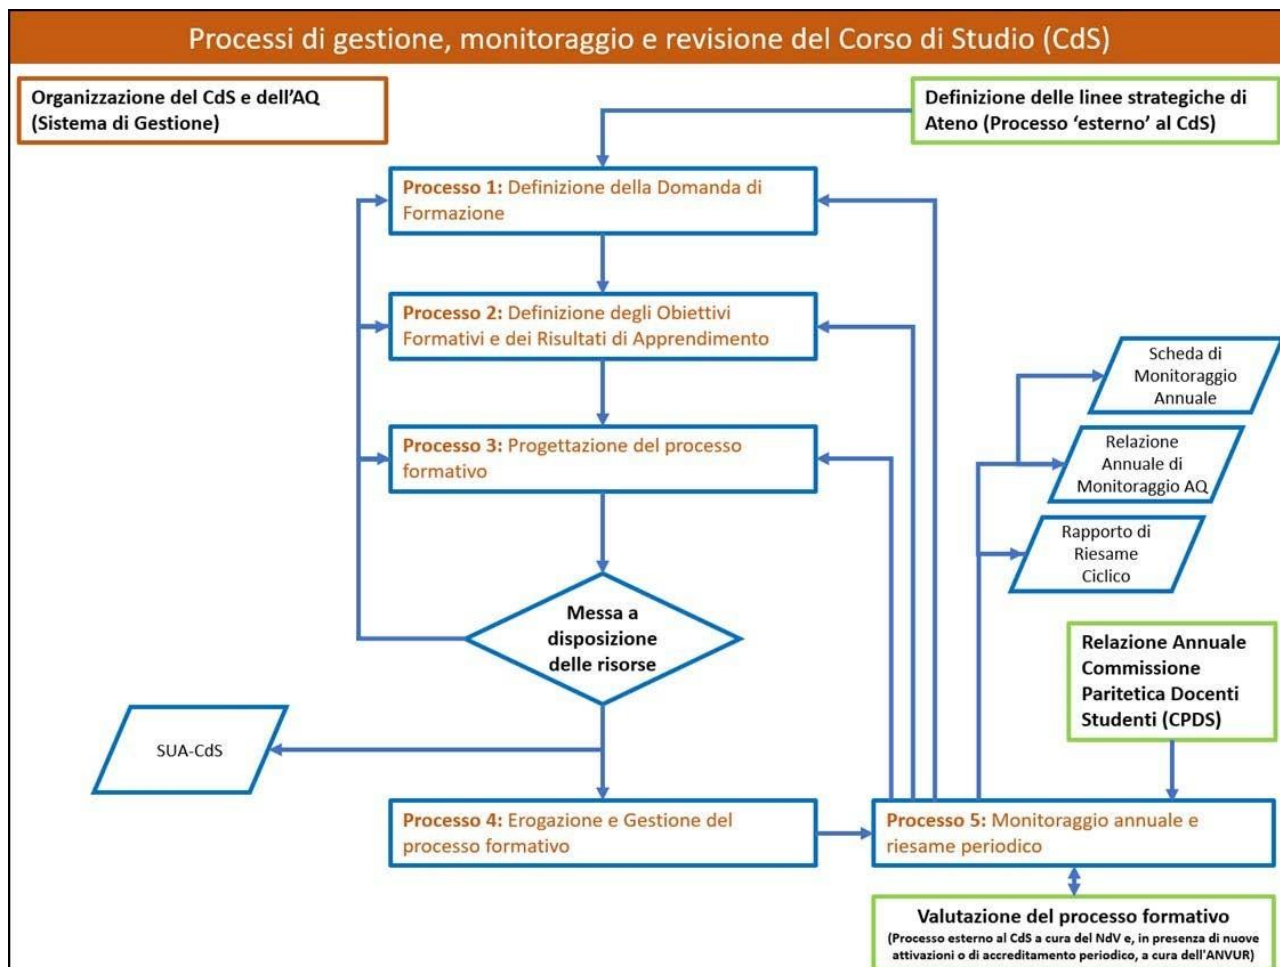 Processi di gestione, monitoraggio e revisione del Corso di Studio (CdS)
Organizzazione del CdS e dell'AQ
(Sistema di Gestione)
Definizione delle linee strategiche di
Ateno (Processo 'esterno' al CdS)
Processo 1: Definizione della Domanda di
Formazione
Processo 2: Definizione degli Obiettivi
Formativi e dei Risultati di Apprendimento
Scheda di
Monitoraggio
Annuale
Processo 3: Progettazione del processo
formativo
Relazione
Annuale di
Monitoraggio AQ
Rapporto di
Riesame
Ciclico
Messa a
disposizione
delle risorse
Relazione Annuale
Commissione
Paritetica Docenti
Studenti (CPDS)
SUA-CdS
Processo 4: Erogazione e Gestione del
processo formativo
Processo 5: Monitoraggio annuale e
riesame periodico
Valutazione del processo formativo
(Processo esterno al CdS a cura del NdV e, in presenza di nuove
attivazioni o di accreditamento periodico, a cura dell'ANVUR)